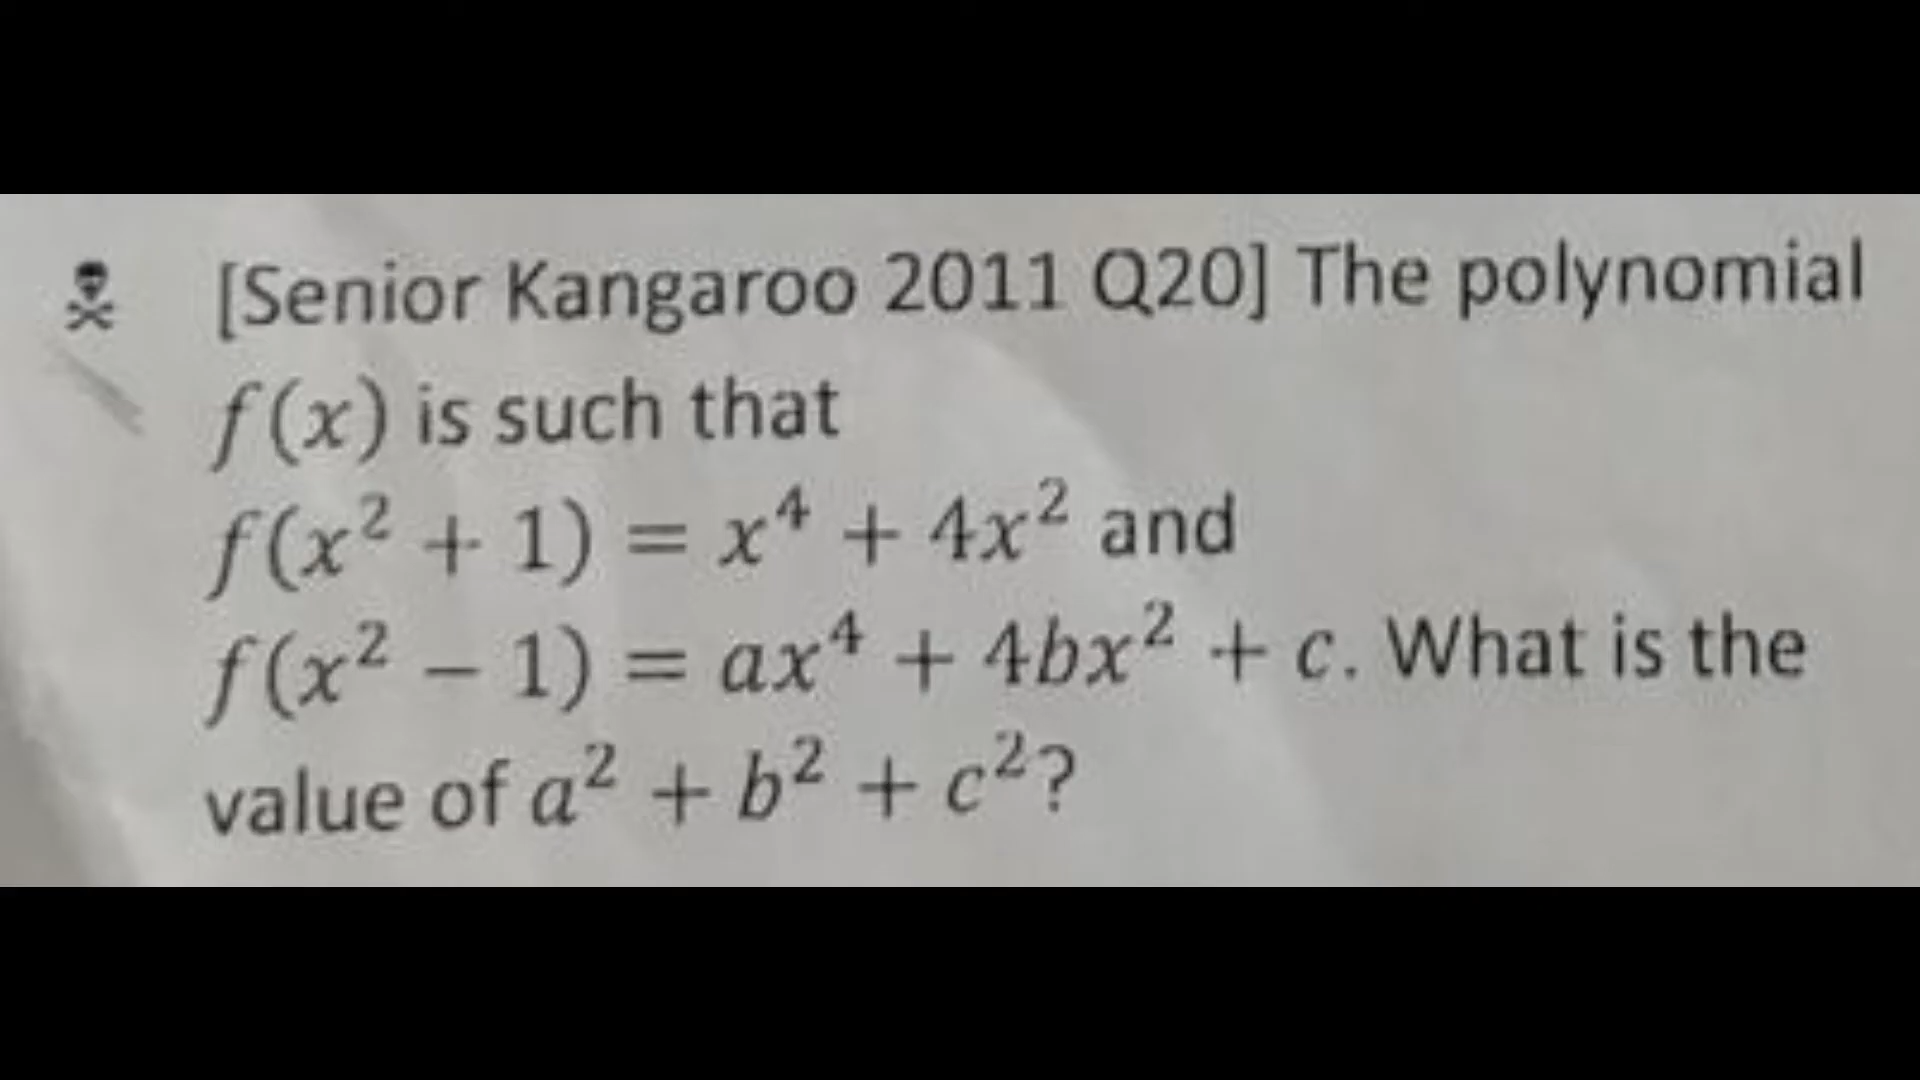 ☠ [Senior Kangaroo 2011 Q20] The polynomial
f(x) is such that
f(x² + 1) = x⁴ + 4x² and
f(x² − 1) = ax⁴ + 4bx² + c. What is the
value of a² + b² + c²?